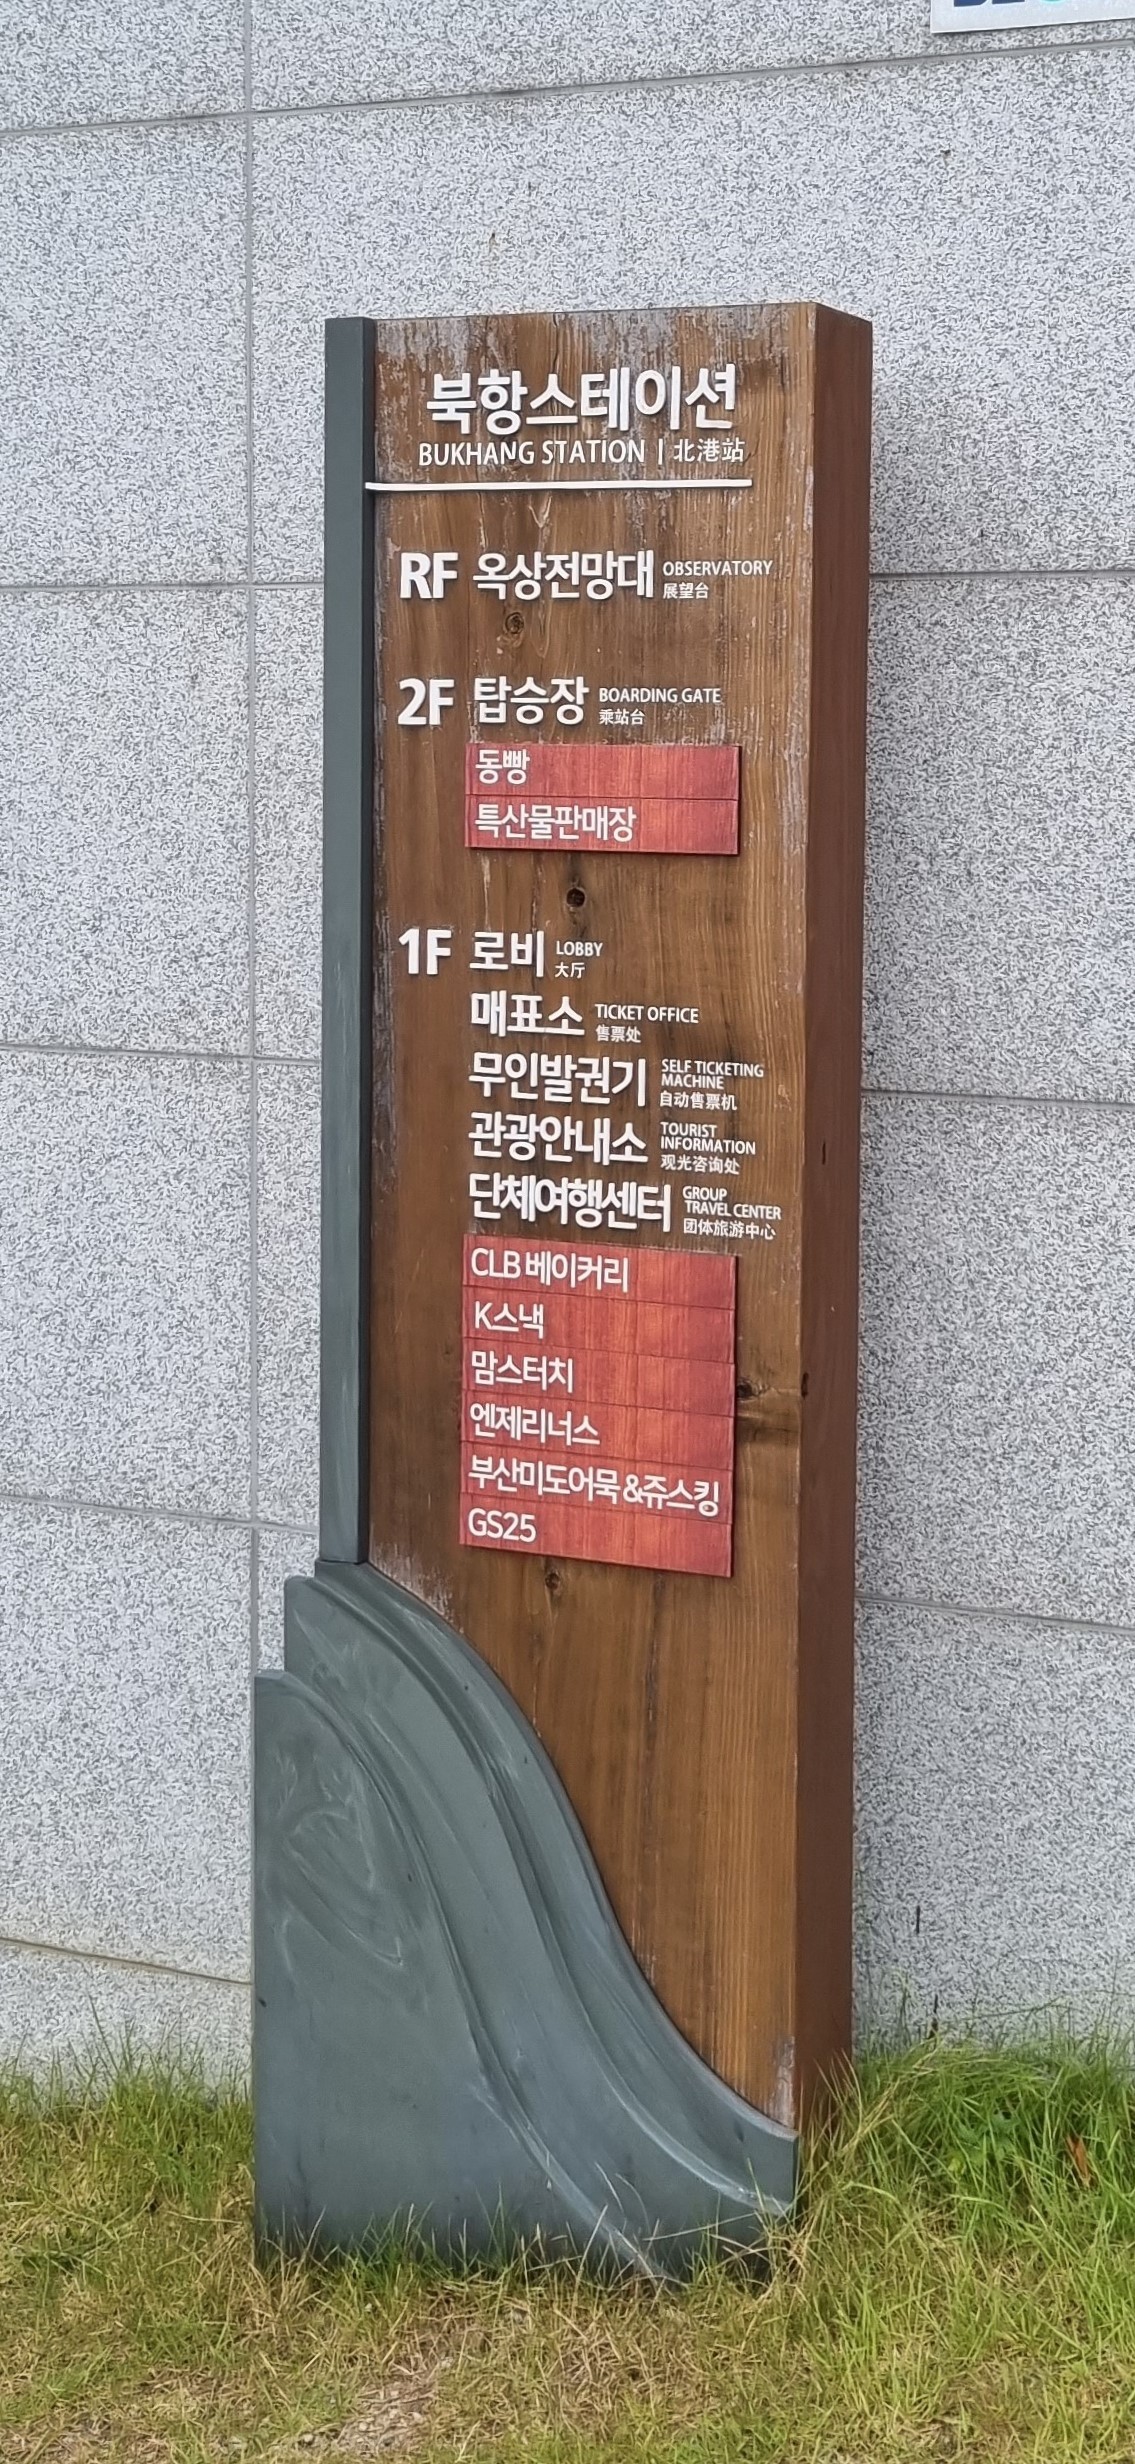 북항스테이션
BUKHANG STATION | 北港站
RF 옥상전망대 OBSERVATORY
展望台
2F 탑승장 BOARDING GATE
乘站台
동빵
특산물판매장
1F 로비 LOBBY
大厅
매표소 TICKET OFFICE
售票处
무인발권기 SELF TICKETING
MACHINE
自动售票机
관광안내소 TOURIST
INFORMATION
观光咨询处
단체여행센터 GROUP
TRAVEL CENTER
团体旅游中心
CLB 베이커리
K스낵
맘스터치
엔제리너스
부산미도어묵&쥬스킹
GS25